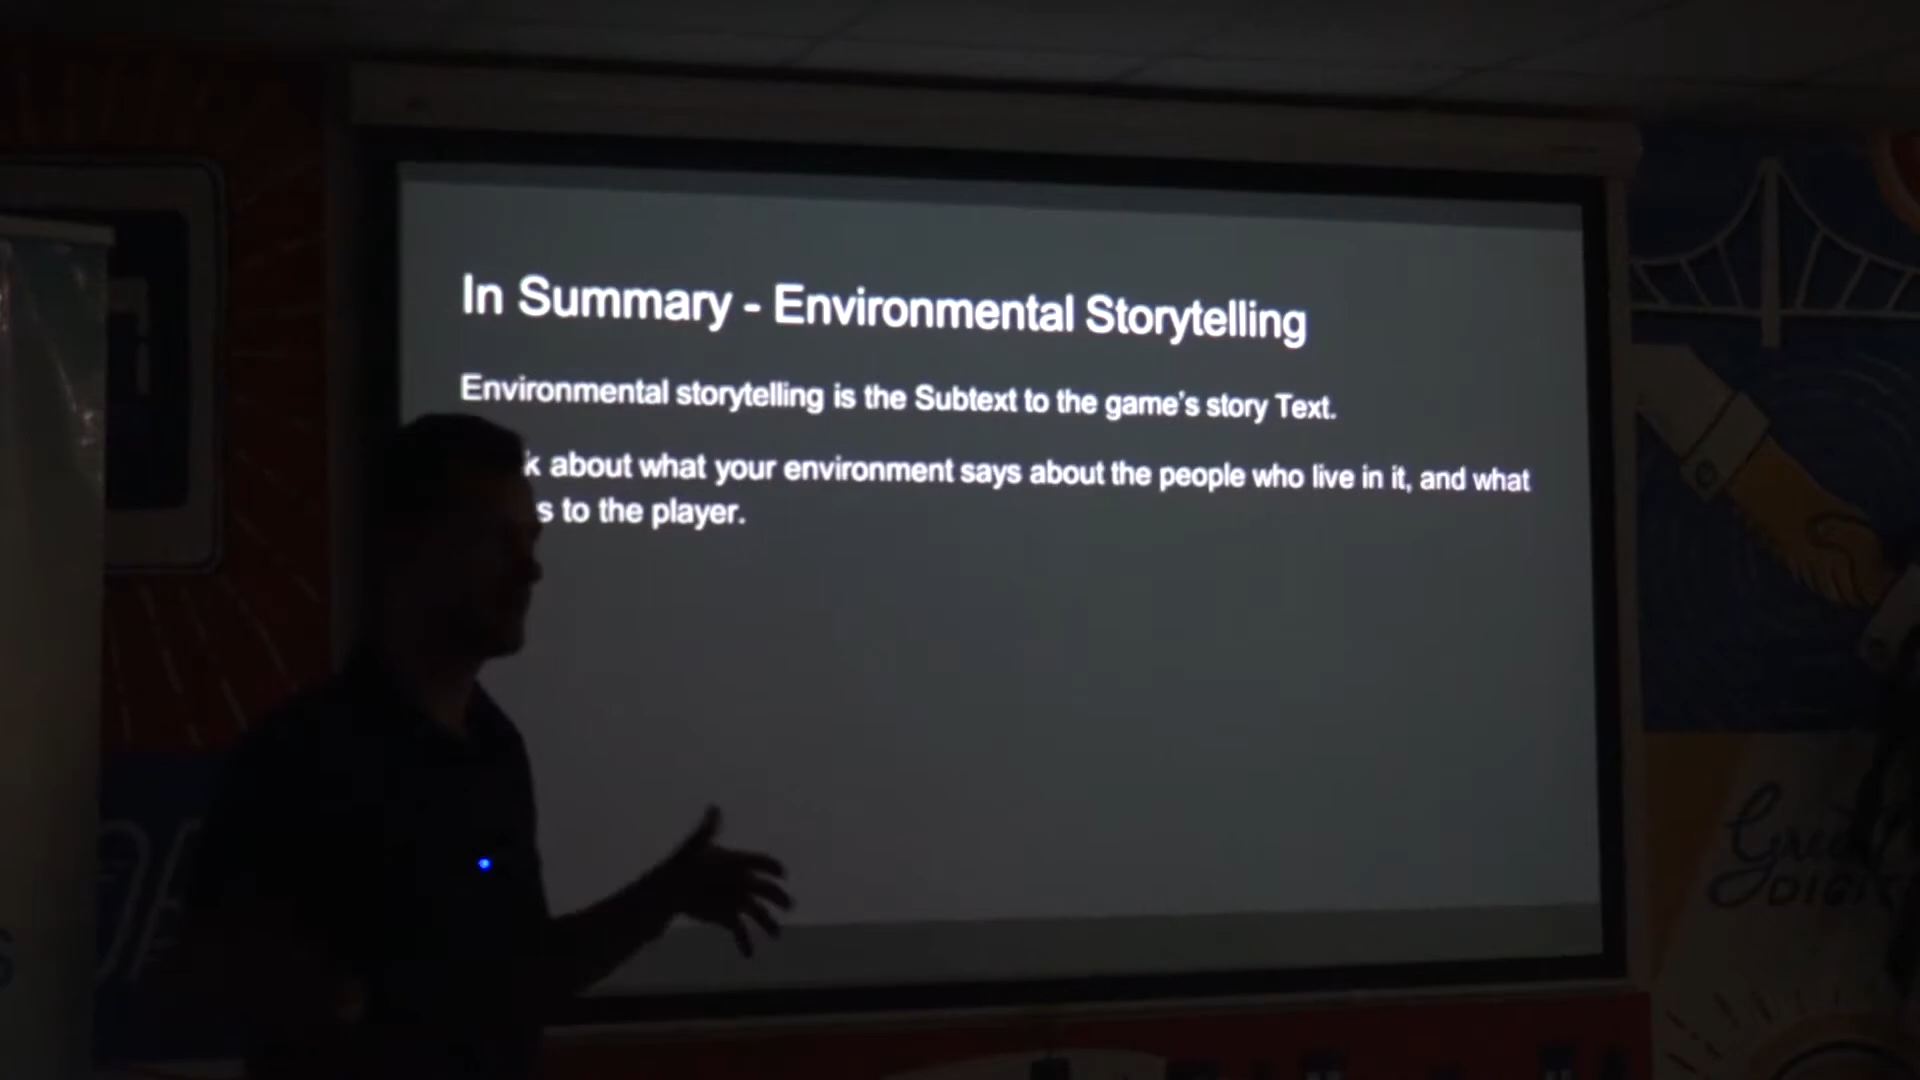 In Summary - Environmental Storytelling
Environmental storytelling is the Subtext to the game's story Text.
k about what your environment says about the people who live in it, and what
s to the player.
DIGI